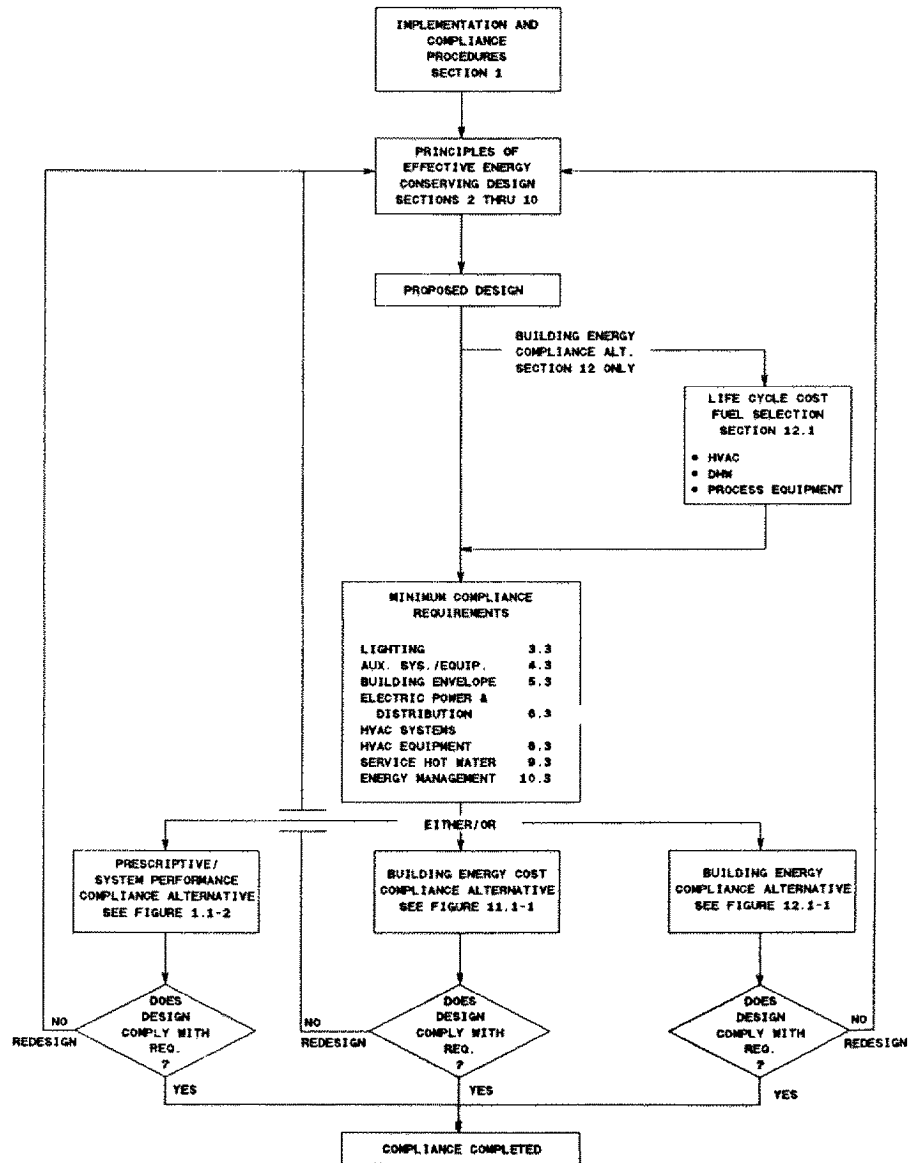 IMPLEMENTATION AND
COMPLIANCE
PROCEDURES
SECTION 1
PRINCIPLES OF
EFFECTIVE ENERGY
CONSERVING DESIGN
SECTIONS 2 THRU 10
PROPOSED DESIGN
BUILDING ENERGY
COMPLIANCE ALT.
SECTION 12 ONLY
LIFE CYCLE COST
FUEL SELECTION
SECTION 12.1
• HVAC
• DHW
• PROCESS EQUIPMENT
MINIMUM COMPLIANCE
REQUIREMENTS
LIGHTING 3.3
AUX. SYS./EQUIP. 4.3
BUILDING ENVELOPE 5.3
ELECTRIC POWER &
DISTRIBUTION 6.3
HVAC SYSTEMS
HVAC EQUIPMENT 8.3
SERVICE HOT WATER 9.3
ENERGY MANAGEMENT 10.3
EITHER/OR
PRESCRIPTIVE/
SYSTEM PERFORMANCE
COMPLIANCE ALTERNATIVE
SEE FIGURE 1.1-2
BUILDING ENERGY COST
COMPLIANCE ALTERNATIVE
SEE FIGURE 11.1-1
BUILDING ENERGY
COMPLIANCE ALTERNATIVE
SEE FIGURE 12.1-1
DOES
DESIGN
COMPLY WITH
REQ.
?
NO
REDESIGN
YES
DOES
DESIGN
COMPLY WITH
REQ.
?
NO
REDESIGN
YES
DOES
DESIGN
COMPLY WITH
REQ.
?
NO
REDESIGN
YES
COMPLIANCE COMPLETED